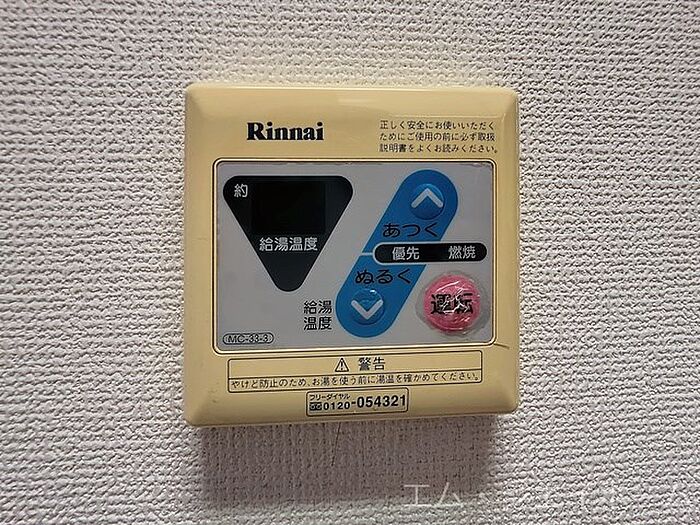 Rinnai
正しく安全にお使いいただく
ためにご使用の前に必ず取扱
説明書をよくお読みください。
約
給湯温度
あつく
優先 燃焼
ぬるく
給湯
温度
運転
MC-33-3
⚠ 警告
やけど防止のため、お湯を使う前に湯温を確かめてください。
フリーダイヤル
0120-054321